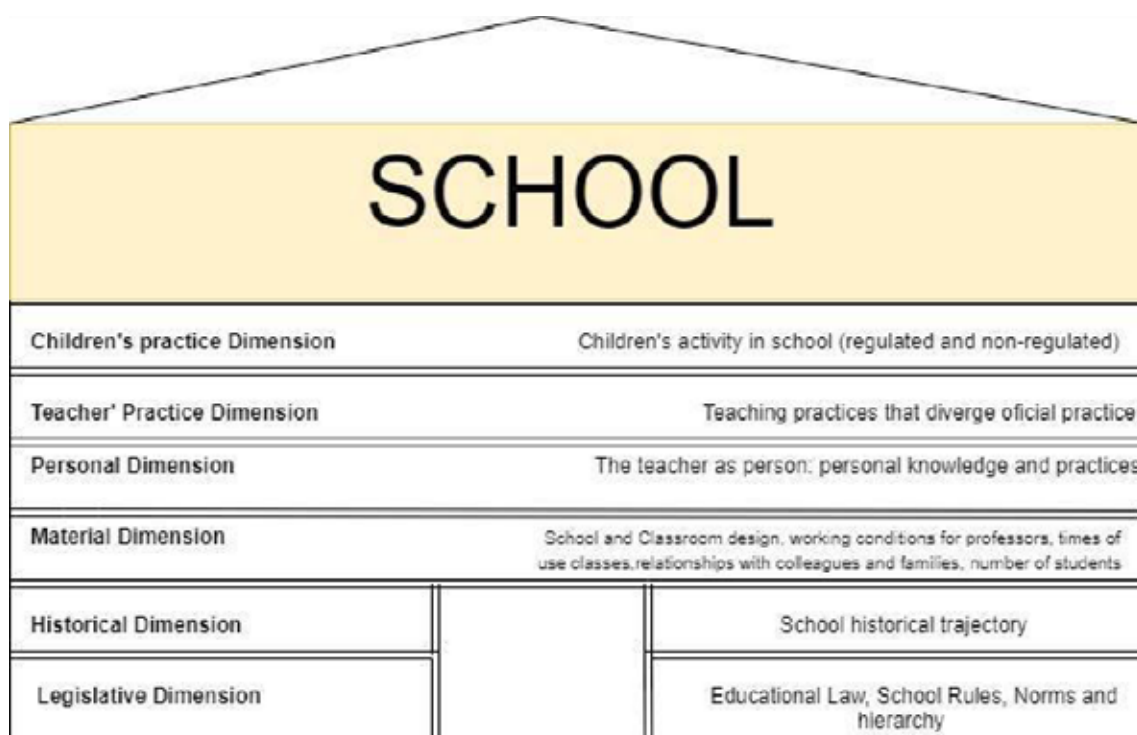 SCHOOL
Children's practice Dimension
Children's activity in school (regulated and non-regulated)
Teacher' Practice Dimension
Teaching practices that diverge oficial practice
Personal Dimension
The teacher as person: personal knowledge and practices
Material Dimension
School and Classroom design, working conditions for professors, times of
use classes,relationships with colleagues and families, number of students
Historical Dimension
School historical trajectory
Legislative Dimension
Educational Law, School Rules, Norms and
hierarchy